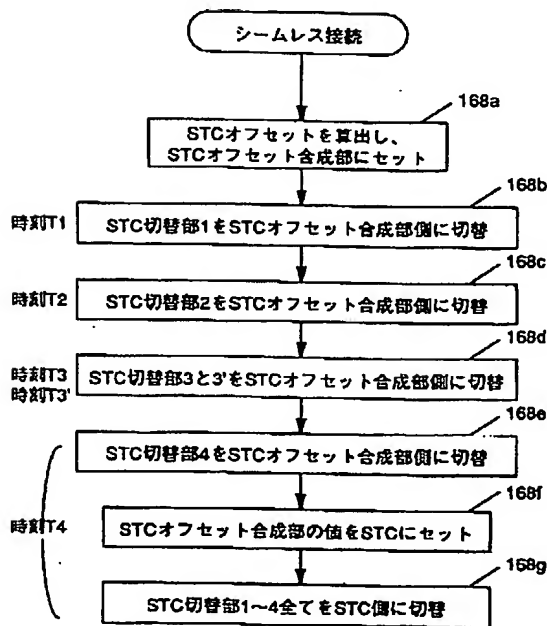 シームレス接続
168a
STCオフセットを算出し、
STCオフセット合成部にセット
168b
時刻T1
STC切替部1をSTCオフセット合成部側に切替
168c
時刻T2
STC切替部2をSTCオフセット合成部側に切替
168d
時刻T3
時刻T3'
STC切替部3と3'をSTCオフセット合成部側に切替
168e
STC切替部4をSTCオフセット合成部側に切替
168f
時刻T4
STCオフセット合成部の値をSTCにセット
168g
STC切替部1～4全てをSTC側に切替